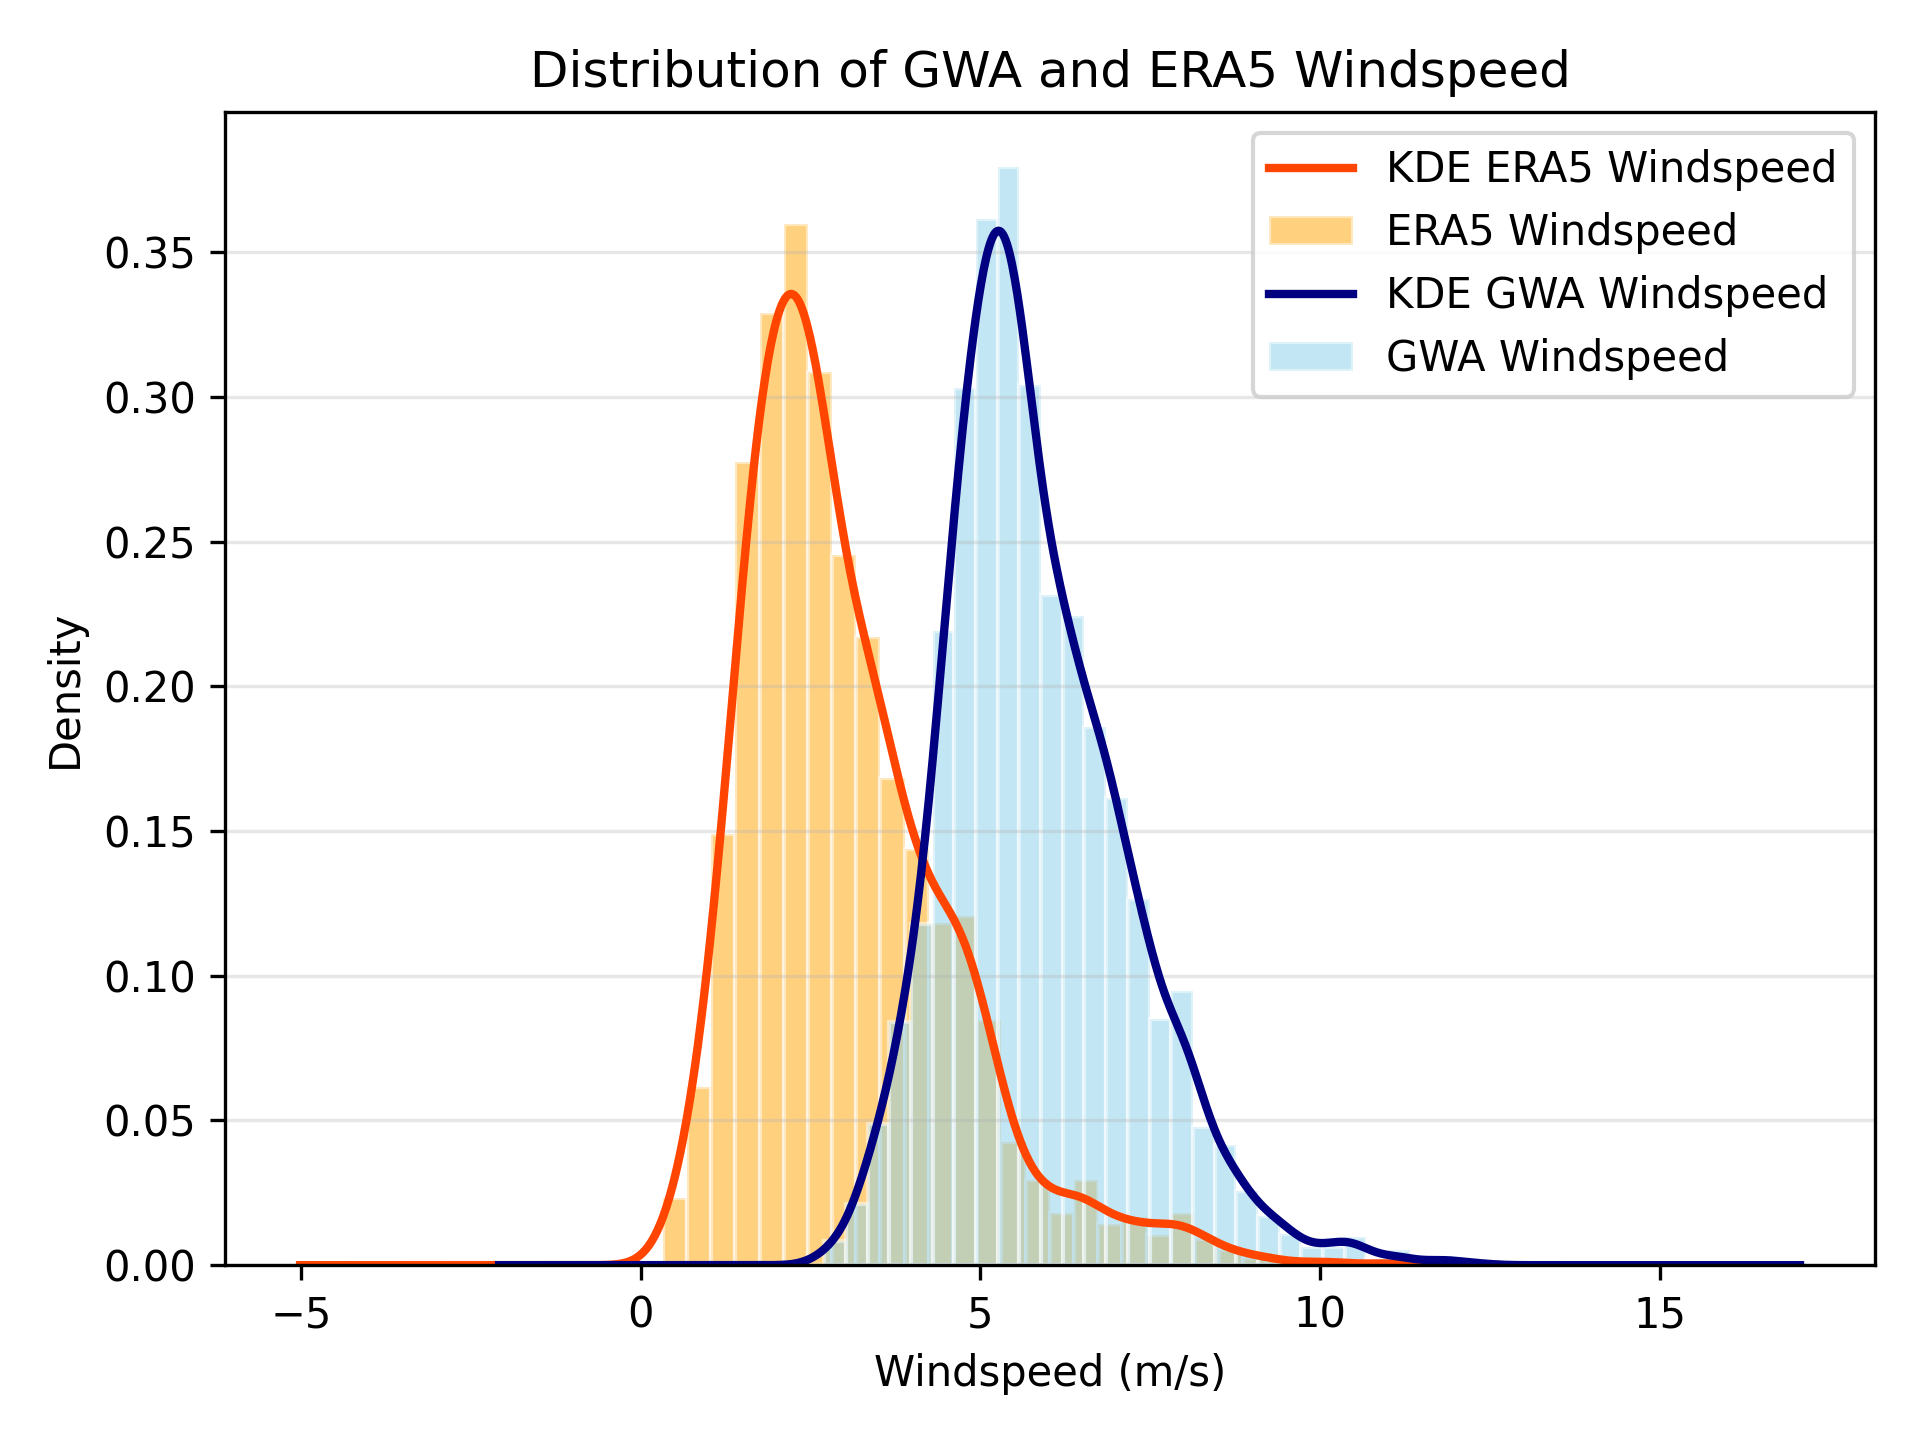 Distribution of GWA and ERA5 Windspeed
KDE ERA5 Windspeed
ERA5 Windspeed
KDE GWA Windspeed
GWA Windspeed
Density
0.35
0.30
0.25
0.20
0.15
0.10
0.05
0.00
−5 0 5 10 15
Windspeed (m/s)